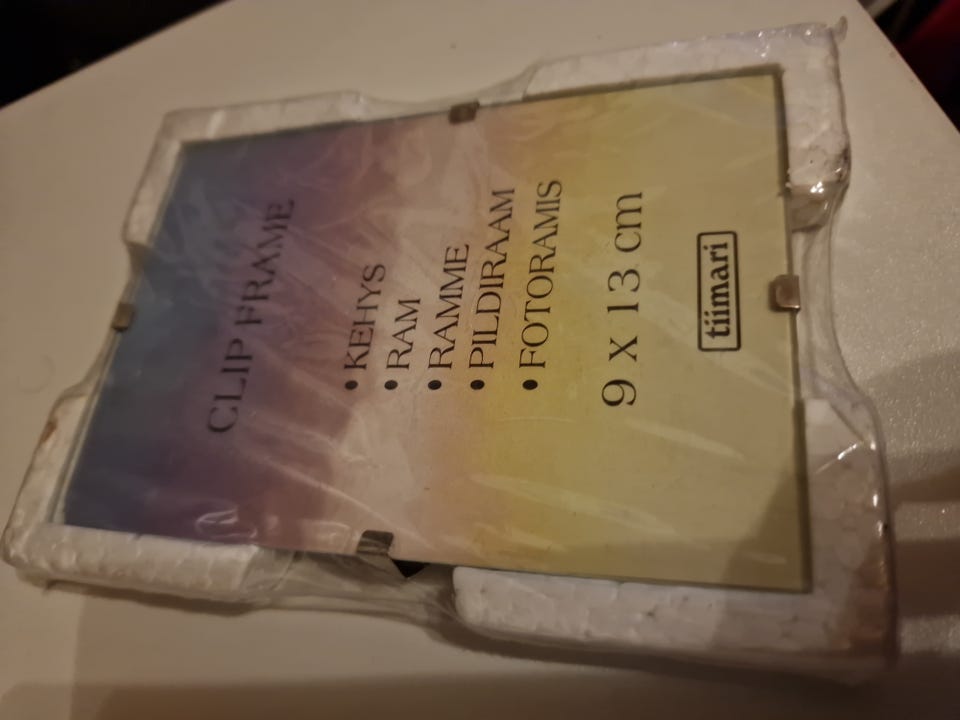 CLIP FRAME
• KEHYS
• RAM
• RAMME
• PILDIRAAM
• FOTORAMIS
9 X 13 cm
tiimari